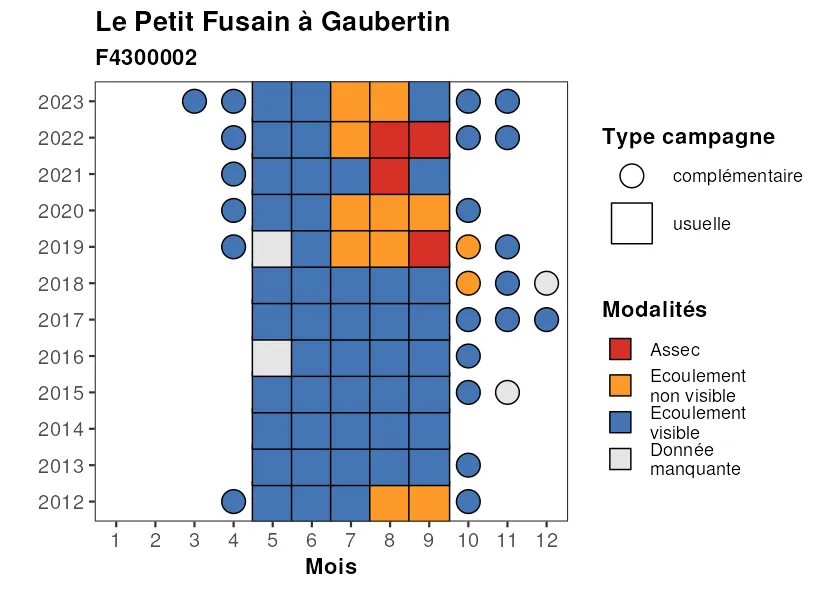 Le Petit Fusain à Gaubertin
F4300002
2023
2022
2021
2020
2019
2018
2017
2016
2015
2014
2013
2012
1 2 3 4 5 6 7 8 9 10 11 12
Mois
Type campagne
complémentaire
usuelle
Modalités
Assec
Ecoulement
non visible
Ecoulement
visible
Donnée
manquante